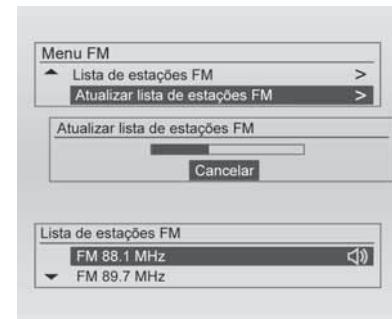 Menu FM
Lista de estações FM >
Atualizar lista de estações FM >
Atualizar lista de estações FM
Cancelar
Lista de estações FM
FM 88.1 MHz
FM 89.7 MHz